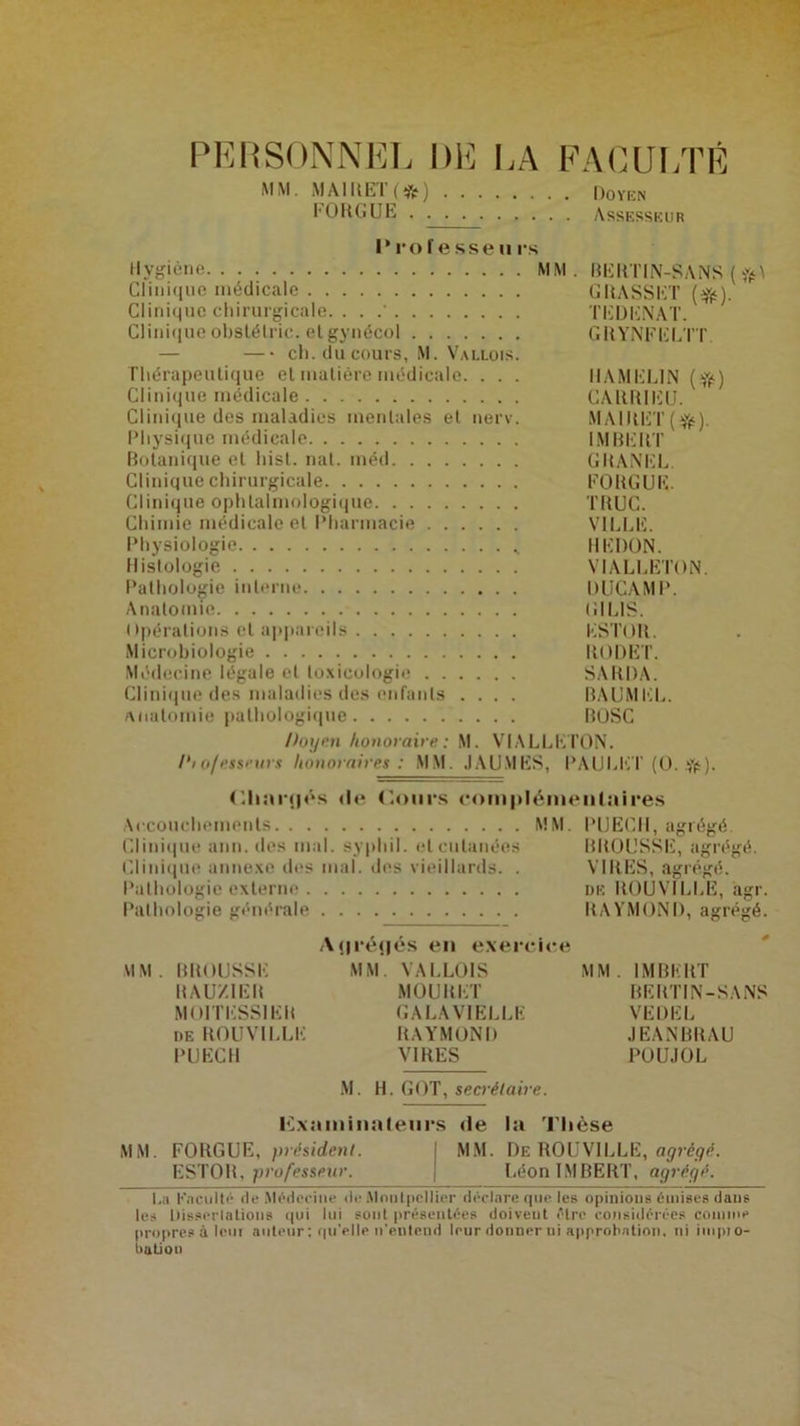 PERSONNEL DE LA FACULTÉ
MM. MAIRET (✻) . . . . . . . . . DOYEN
FORGUE . . . . . . . . . . . ASSESSEUR
Professeurs
Hygiène. . . . . . . . . . . . . . . . . . MM. BERTIN-SANS (✻)
Clinique médicale . . . . . . . . . . . . . GRASSET (✻).
Clinique chirurgicale. . . . . . . . . . . . TEDENAT.
Clinique obstétric. et gynécol . . . . . . . GRYNFELTT.
— — · ch. du cours, M. VALLOIS.
Thérapeutique et matière médicale. . . . HAMELIN (✻)
Clinique médicale . . . . . . . . . . . . . CARRIEU.
Clinique des maladies mentales et nerv. MAIRET (✻).
Physique médicale. . . . . . . . . . . . . IMBERT
Botanique et hist. nat. méd. . . . . . . . GRANEL.
Clinique chirurgicale. . . . . . . . . . . . FORGUE.
Clinique ophtalmologique. . . . . . . . . TRUC.
Chimie médicale et Pharmacie . . . . . . VILLE.
Physiologie. . . . . . . . . . . . . . . . . HEDON.
Histologie . . . . . . . . . . . . . . . . . VIALLETON.
Pathologie interne. . . . . . . . . . . . . DUCAMP.
Anatomie. . . . . . . . . . . . . . . . . . GILIS.
Opérations et appareils . . . . . . . . . . ESTOR.
Microbiologie . . . . . . . . . . . . . . . RODET.
Médecine légale et toxicologie . . . . . . SARDA.
Clinique des maladies des enfants . . . . BAUMEL.
Anatomie pathologique. . . . . . . . . . BOSC
Doyen honoraire : M. VIALLETON.
Professeurs honoraires : MM. JAUMES, PAULET (O. ✻).
Chargés de Cours complémentaires
Accouchements. . . . . . . . . . . . . . . MM. PUECH, agrégé.
Clinique ann. des mal. syphil. et cutanées BROUSSE, agrégé.
Clinique annexe des mal. des vieillards. . VIRES, agrégé.
Pathologie externe . . . . . . . . . . . . . DE ROUVILLE, agr.
Pathologie générale . . . . . . . . . . . . RAYMOND, agrégé.
Agrégés en exercice
MM. BROUSSE MM. VALLOIS MM. IMBERT
RAUZIER MOURET BERTIN-SANS
MOITESSIER GALAVIELLE VEDEL
DE ROUVILLE RAYMOND JEANBRAU
PUECH VIRES POUJOL
M. H. GOT, secrétaire.
Examinateurs de la Thèse
MM. FORGUE, président. | MM. DE ROUVILLE, agrégé.
ESTOR, professeur. | Léon IMBERT, agrégé.
La Faculté de Médecine de Montpellier déclare que les opinions émises dans
les Dissertations qui lui sont présentées doivent être considérées comme
propres à leur auteur ; qu'elle n'entend leur donner ni approbation, ni impro-
bation